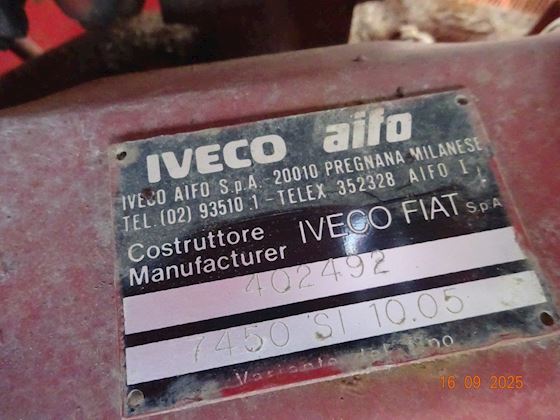 IVECO aifo
IVECO AIFO S.p.A. - 20010 PREGNANA MILANESE
TEL. (02) 93510.1 - TELEX 352328 AIFO I
Costruttore
Manufacturer
IVECO FIAT S.p.A.
402492
7450 SI 10.05
16 09 2025